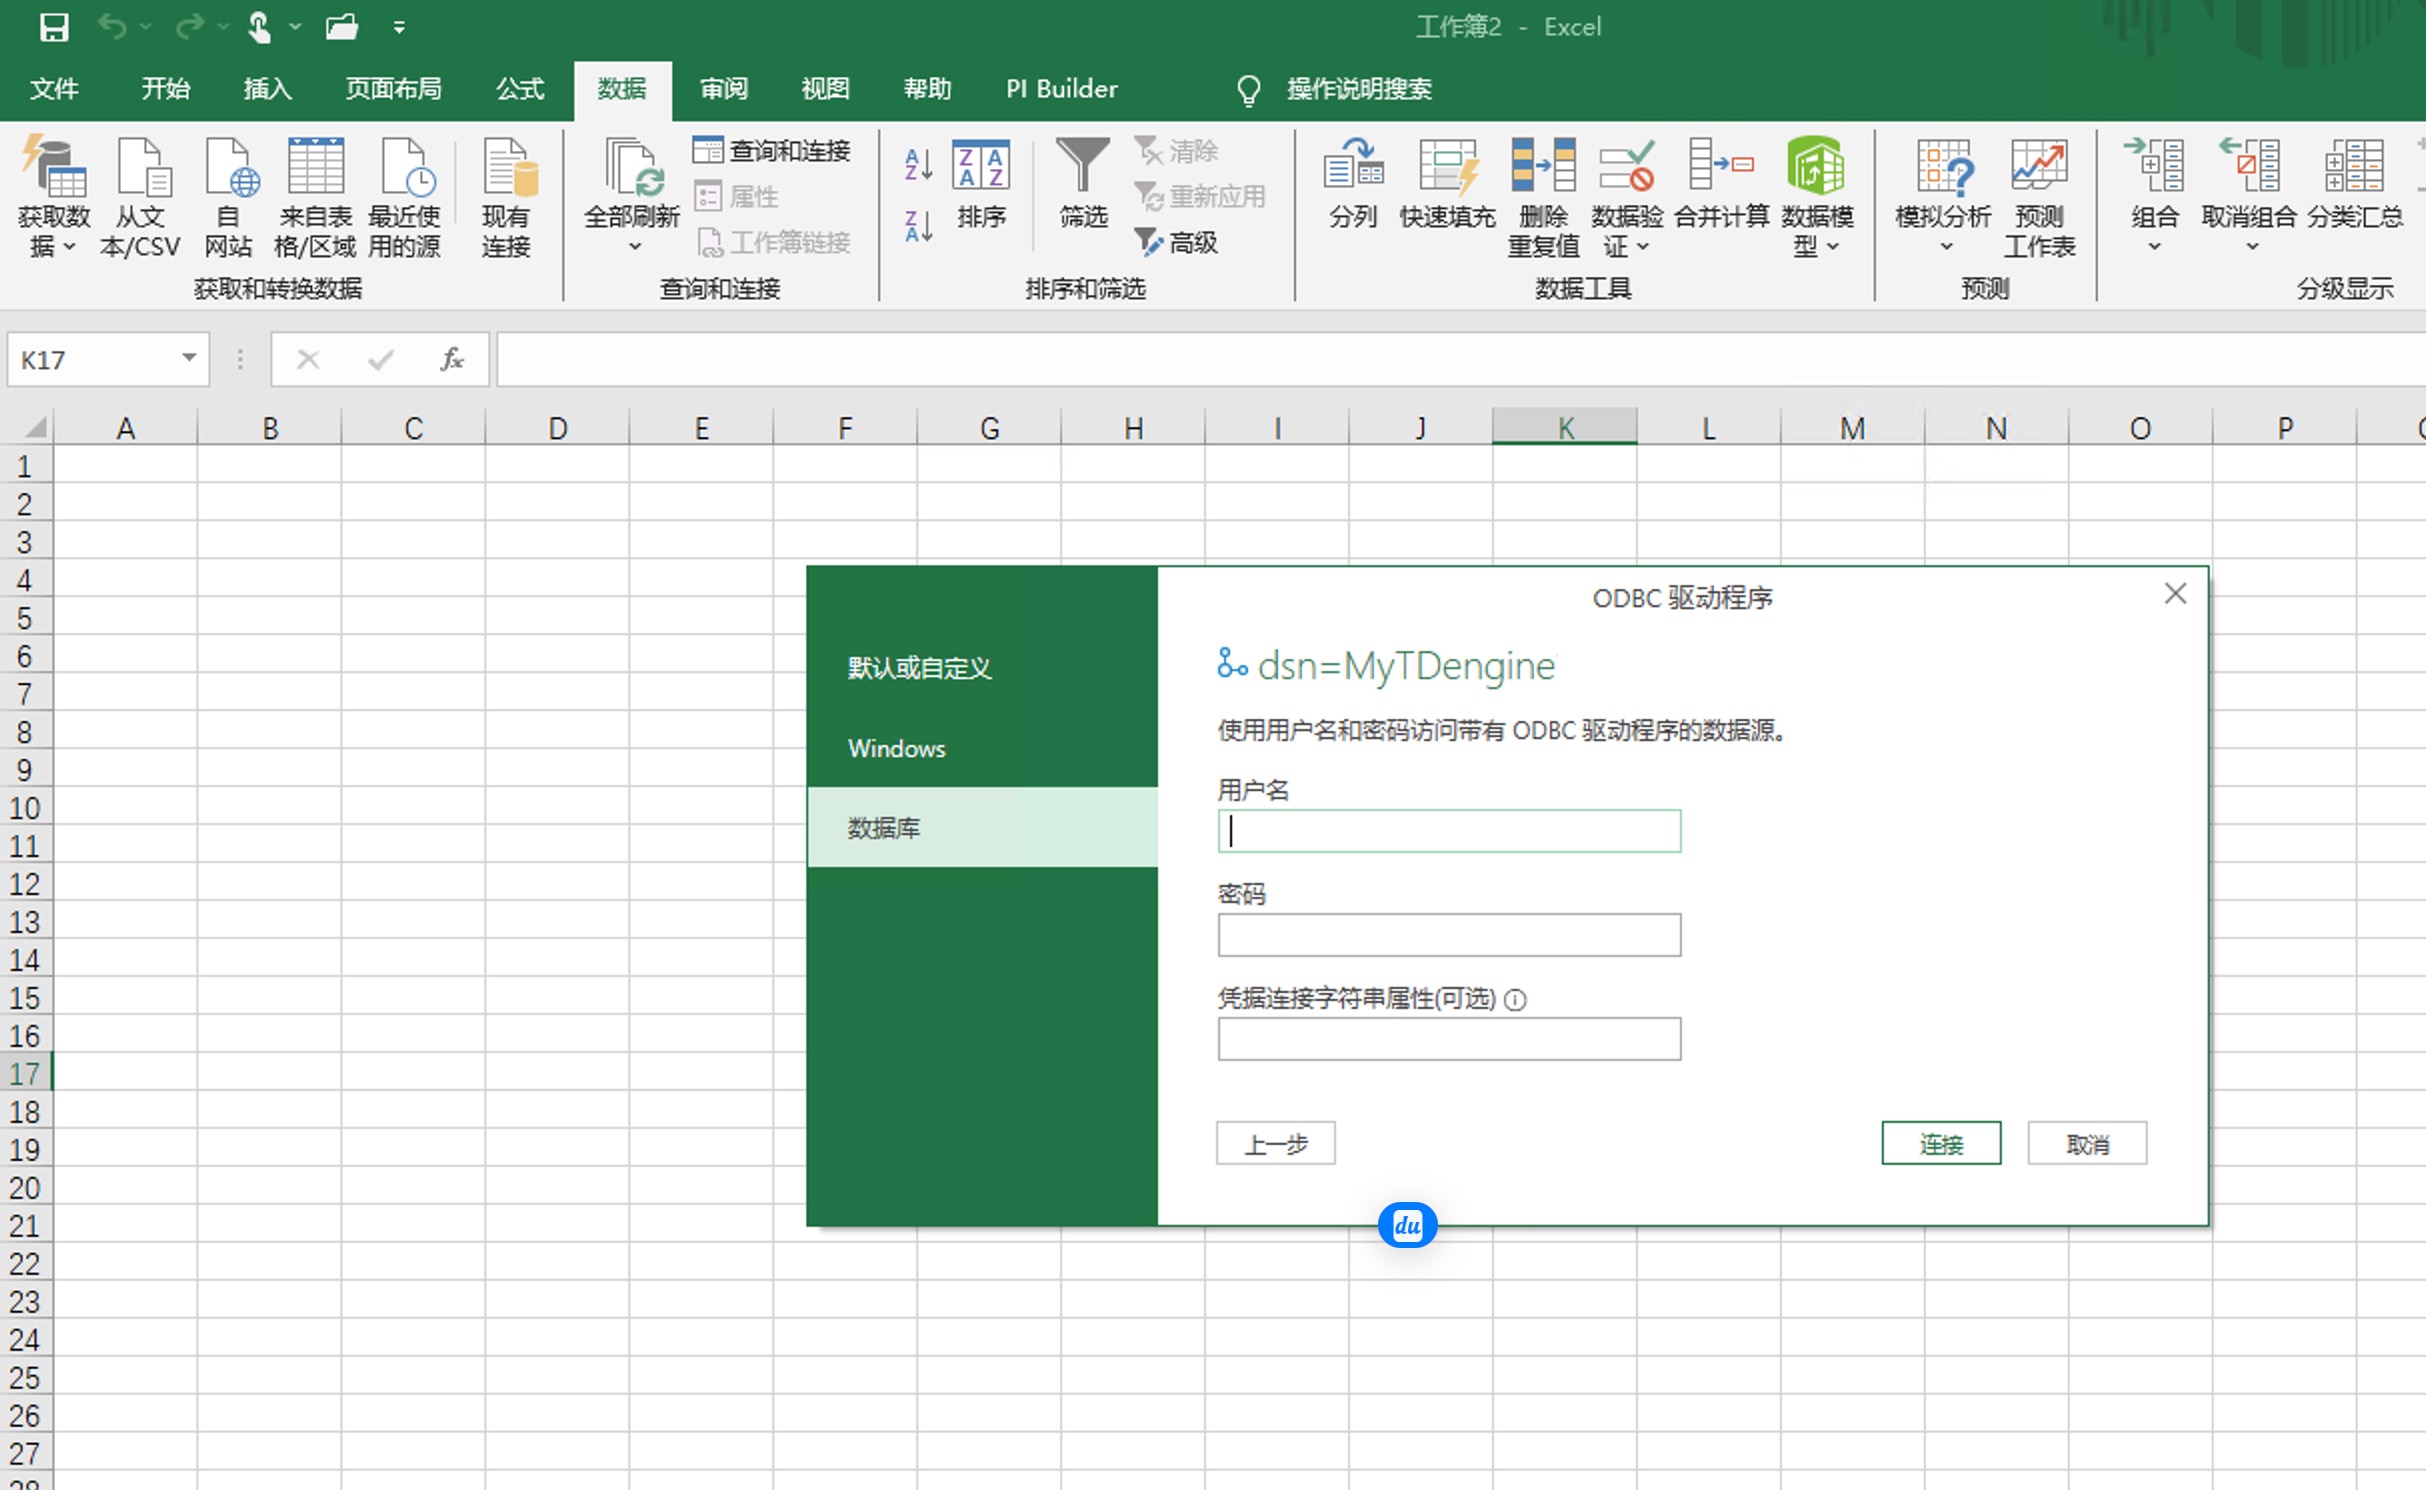 工作簿2 - Excel
文件 开始 插入 页面布局 公式 数据 审阅 视图 帮助 PI Builder 操作说明搜索
获取数据 从文本/CSV 自网站 来自表格/区域 最近使用的源 现有连接
获取和转换数据
全部刷新 查询和连接 属性 工作簿链接
查询和连接
排序 筛选 清除 重新应用 高级
排序和筛选
分列 快速填充 删除重复值 数据验证 合并计算 数据模型
数据工具
模拟分析 预测工作表
预测
组合 取消组合 分类汇总
分级显示
K17 fx
A B C D E F G H I J K L M N O P
1
2
3
4
5
6
7
8
9
10
11
12
13
14
15
16
17
18
19
20
21
22
23
24
25
26
27
28
ODBC 驱动程序
默认或自定义
Windows
数据库
dsn=MyTDengine
使用用户名和密码访问带有 ODBC 驱动程序的数据源。
用户名
密码
凭据连接字符串属性(可选)
上一步 连接 取消
du